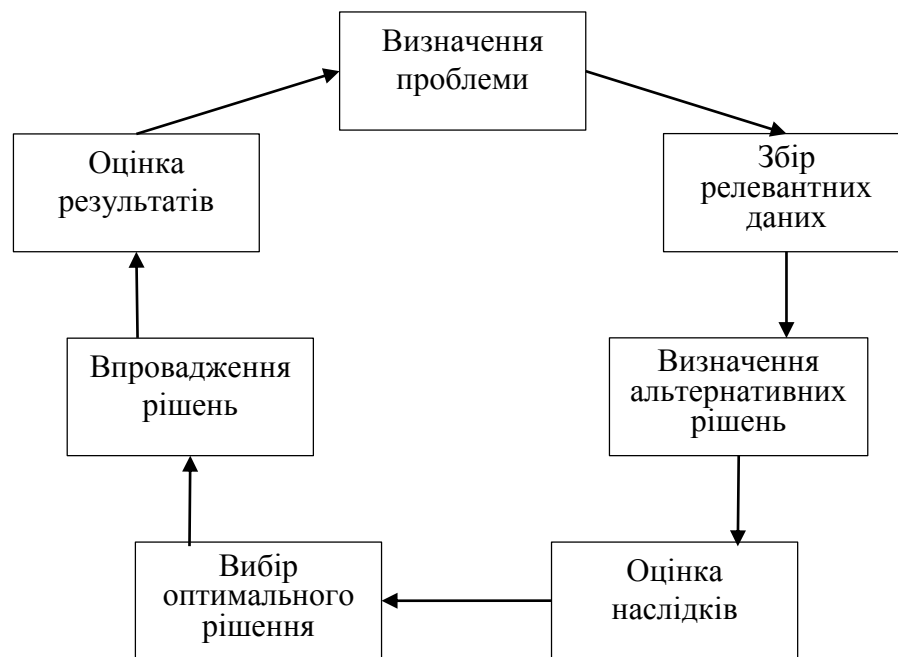 Визначення
проблеми
Збір
релевантних
даних
Визначення
альтернативних
рішень
Оцінка
наслідків
Вибір
оптимального
рішення
Впровадження
рішень
Оцінка
результатів